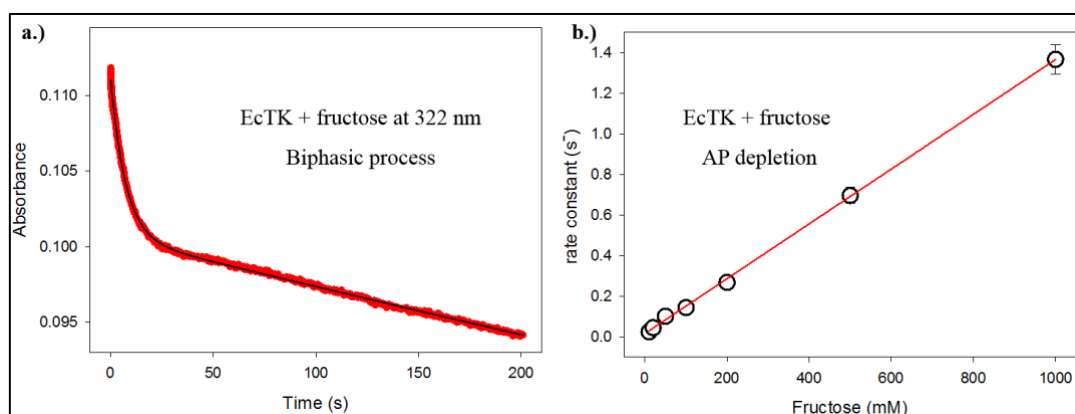 a.)
EcTK + fructose at 322 nm
Biphasic process
Absorbance
0.110
0.105
0.100
0.095
0
50
100
150
200
Time (s)
b.)
EcTK + fructose
AP depletion
rate constant (s⁻)
1.4
1.2
1.0
0.8
0.6
0.4
0.2
0.0
0
200
400
600
800
1000
Fructose (mM)